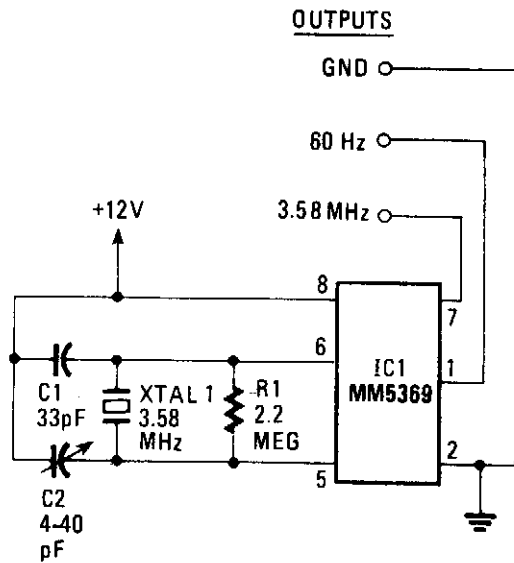 OUTPUTS
GND
60 Hz
3.58 MHz
+12V
8
7
6
IC1
MM5369
1
C1
33pF
XTAL 1
3.58
MHz
R1
2.2
MEG
5
2
C2
4-40
pF